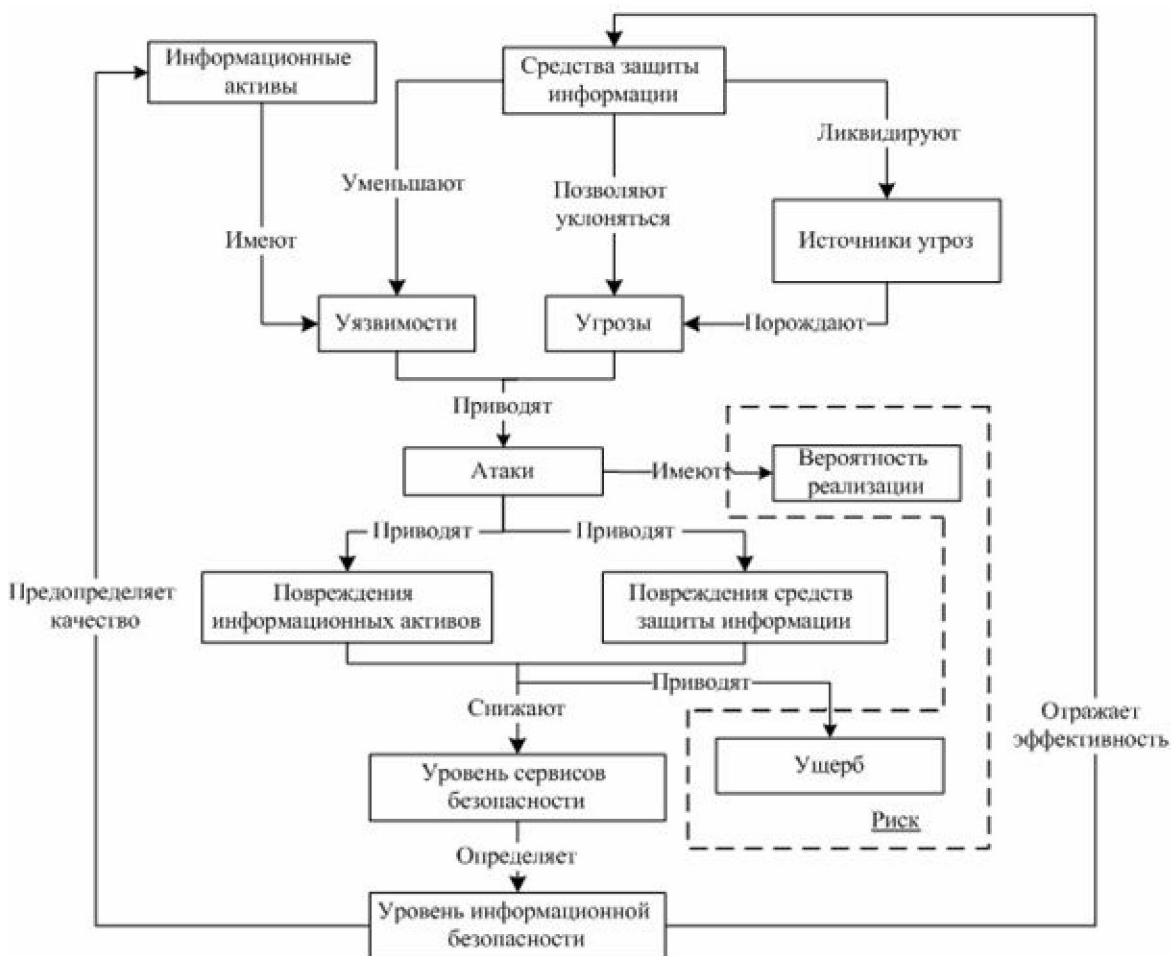 Информационные
активы
Средства защиты
информации
Ликвидируют
Уменьшают
Позволяют
уклоняться
Имеют
Источники угроз
Уязвимости
Угрозы
Порождают
Приводят
Атаки
Имеют
Вероятность
реализации
Приводят
Приводят
Предопределяет
качество
Повреждения
информационных активов
Повреждения средств
защиты информации
Приводят
Снижают
Отражает
эффективность
Уровень сервисов
безопасности
Ущерб
Риск
Определяет
Уровень информационной
безопасности